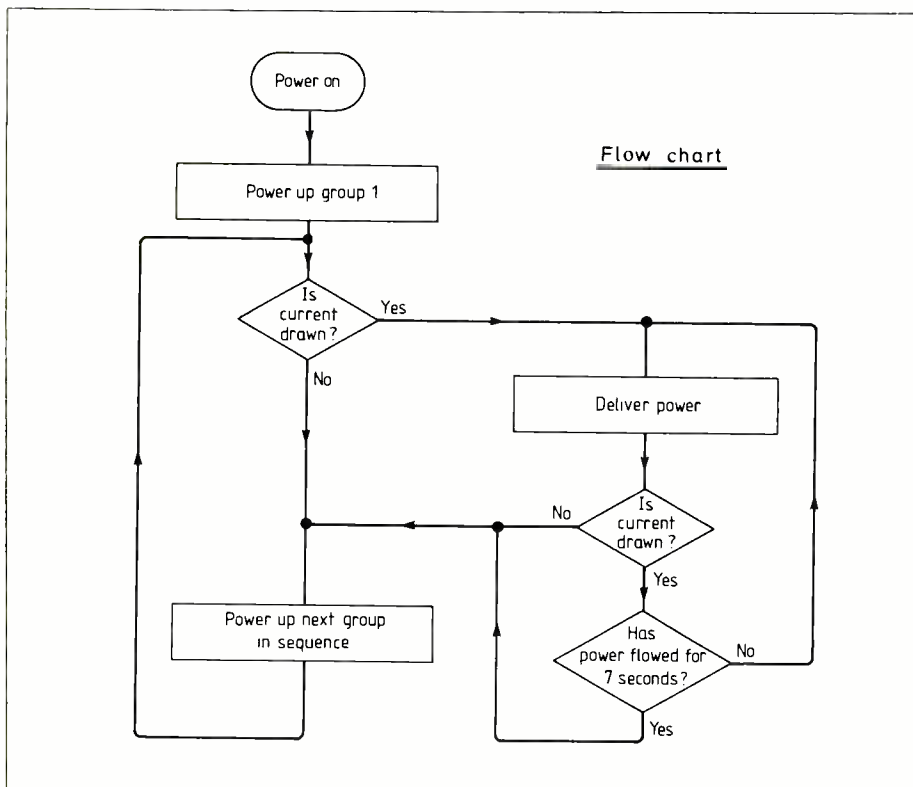 Power on
Flow chart
Power up group 1
Is
current
drawn?
Yes
No
Deliver power
Is
current
drawn?
No
Yes
Power up next group
in sequence
Has
power flowed for
7 seconds?
No
Yes